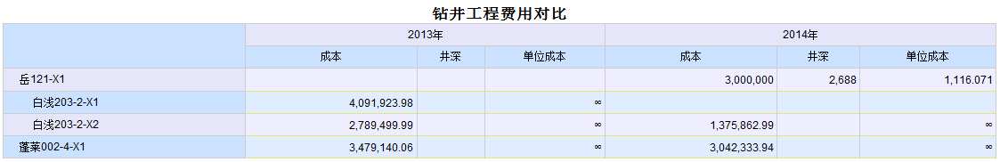 钻井工程费用对比
2013年 2014年
成本 井深 单位成本 成本 井深 单位成本
岳121-X1 3,000,000 2,688 1,116.071
白浅203-2-X1 4,091,923.98 ∞
白浅203-2-X2 2,789,499.99 ∞ 1,375,862.99 ∞
蓬莱002-4-X1 3,479,140.06 ∞ 3,042,333.94 ∞